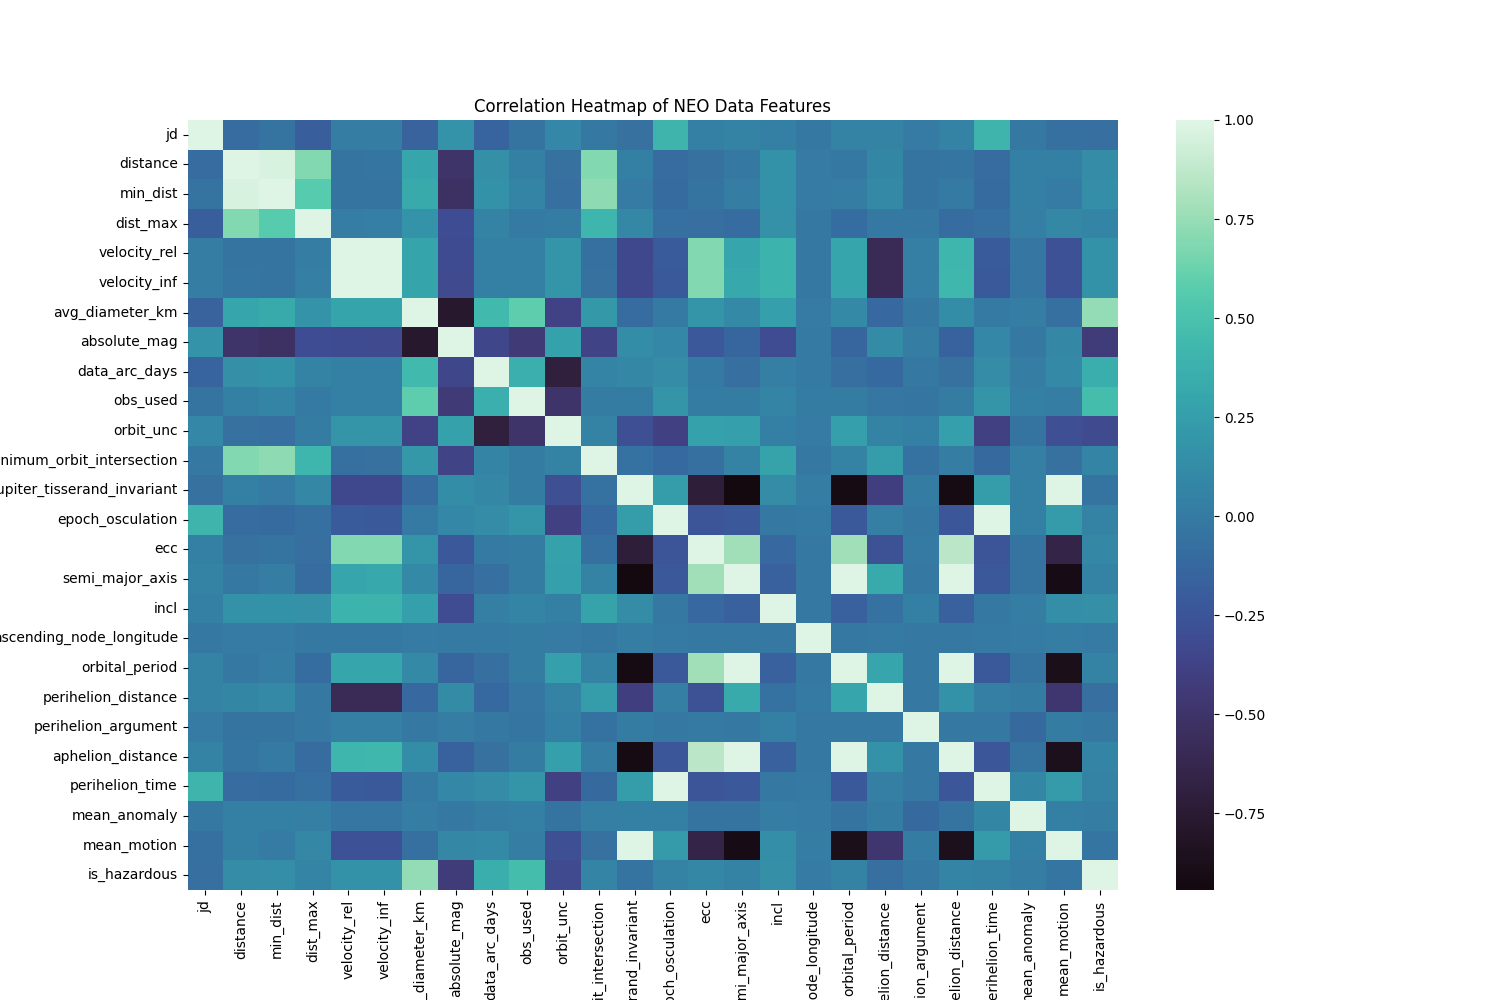 Correlation Heatmap of NEO Data Features
jd
distance
min_dist
dist_max
velocity_rel
velocity_inf
avg_diameter_km
absolute_mag
data_arc_days
obs_used
orbit_unc
nimum_orbit_intersection
upiter_tisserand_invariant
epoch_osculation
ecc
semi_major_axis
incl
ascending_node_longitude
orbital_period
perihelion_distance
perihelion_argument
aphelion_distance
perihelion_time
mean_anomaly
mean_motion
is_hazardous
jd
distance
min_dist
dist_max
velocity_rel
velocity_inf
_diameter_km
absolute_mag
data_arc_days
obs_used
orbit_unc
it_intersection
rand_invariant
och_osculation
ecc
mi_major_axis
incl
ode_longitude
orbital_period
elion_distance
ion_argument
elion_distance
erihelion_time
mean_anomaly
mean_motion
is_hazardous
1.00
0.75
0.50
0.25
0.00
−0.25
−0.50
−0.75